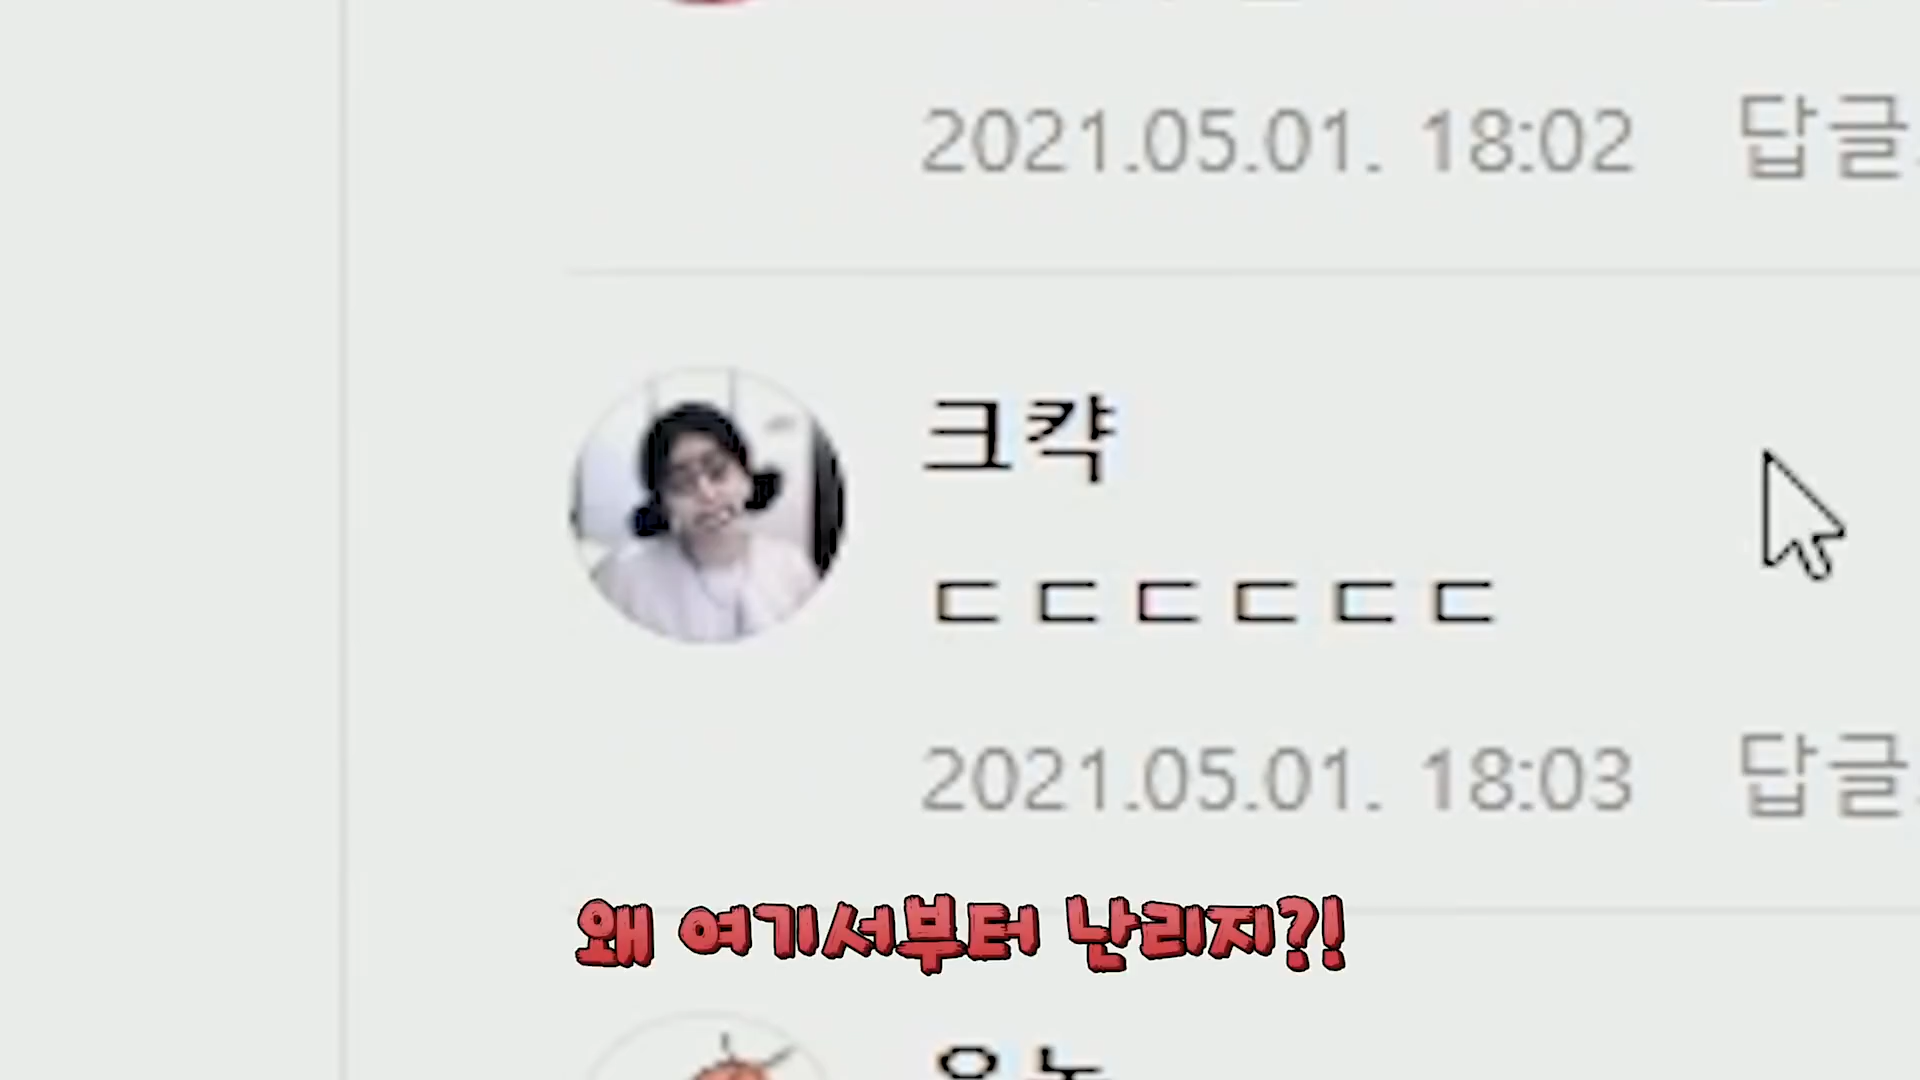 2021.05.01. 18:02 답글
크캭
ㄷㄷㄷㄷㄷㄷ
2021.05.01. 18:03 답글
왜 여기서부터 난리지?!